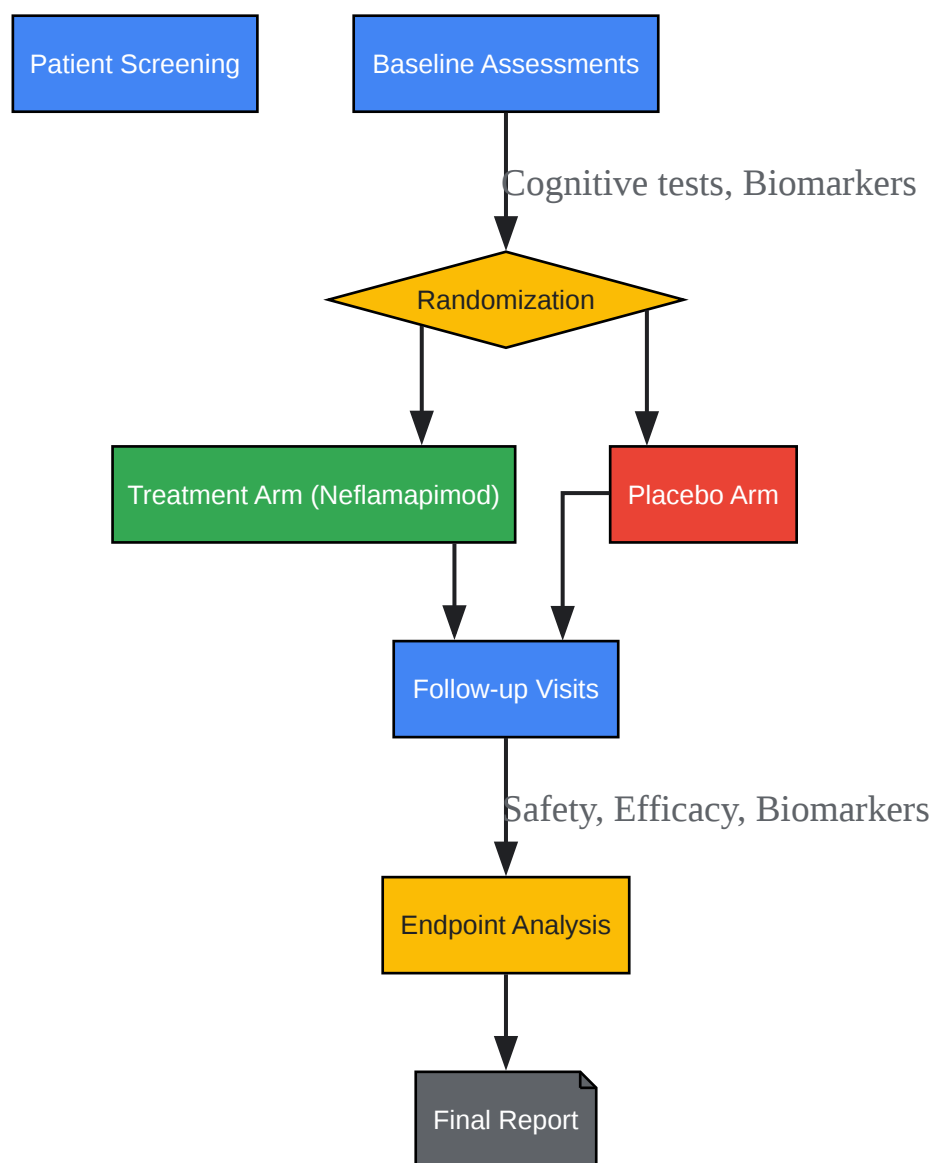 Patient Screening
Baseline Assessments
Cognitive tests, Biomarkers
Randomization
Treatment Arm (Neflamapimod)
Placebo Arm
Follow-up Visits
Safety, Efficacy, Biomarkers
Endpoint Analysis
Final Report